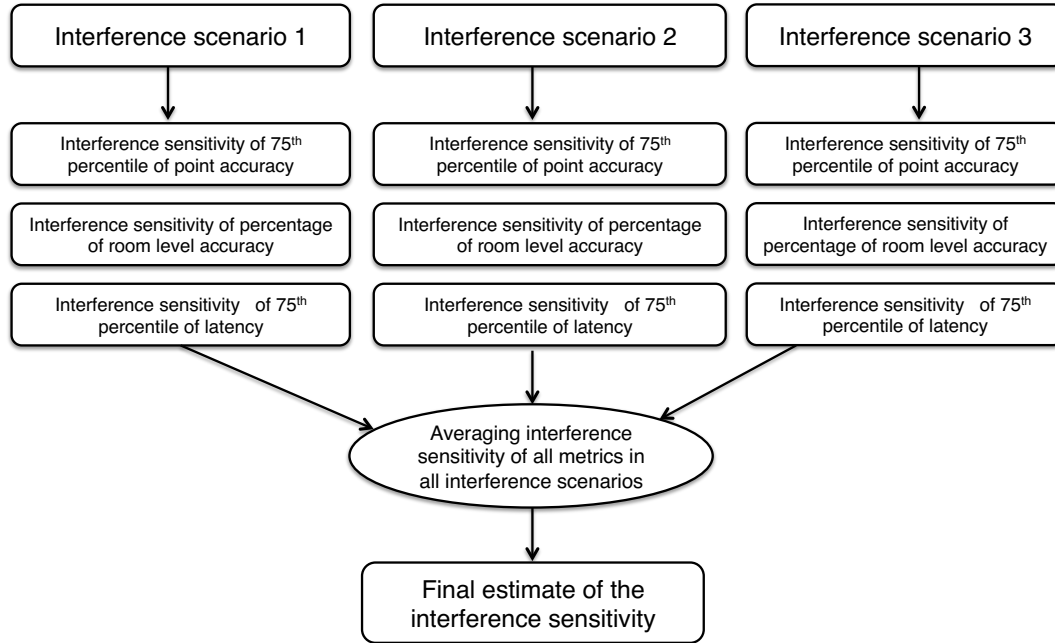 Interference scenario 1
Interference scenario 2
Interference scenario 3
Interference sensitivity of 75th
percentile of point accuracy
Interference sensitivity of 75th
percentile of point accuracy
Interference sensitivity of 75th
percentile of point accuracy
Interference sensitivity of percentage
of room level accuracy
Interference sensitivity of percentage
of room level accuracy
Interference sensitivity of
percentage of room level accuracy
Interference sensitivity of 75th
percentile of latency
Interference sensitivity of 75th
percentile of latency
Interference sensitivity of 75th
percentile of latency
Averaging interference
sensitivity of all metrics in
all interference scenarios
Final estimate of the
interference sensitivity